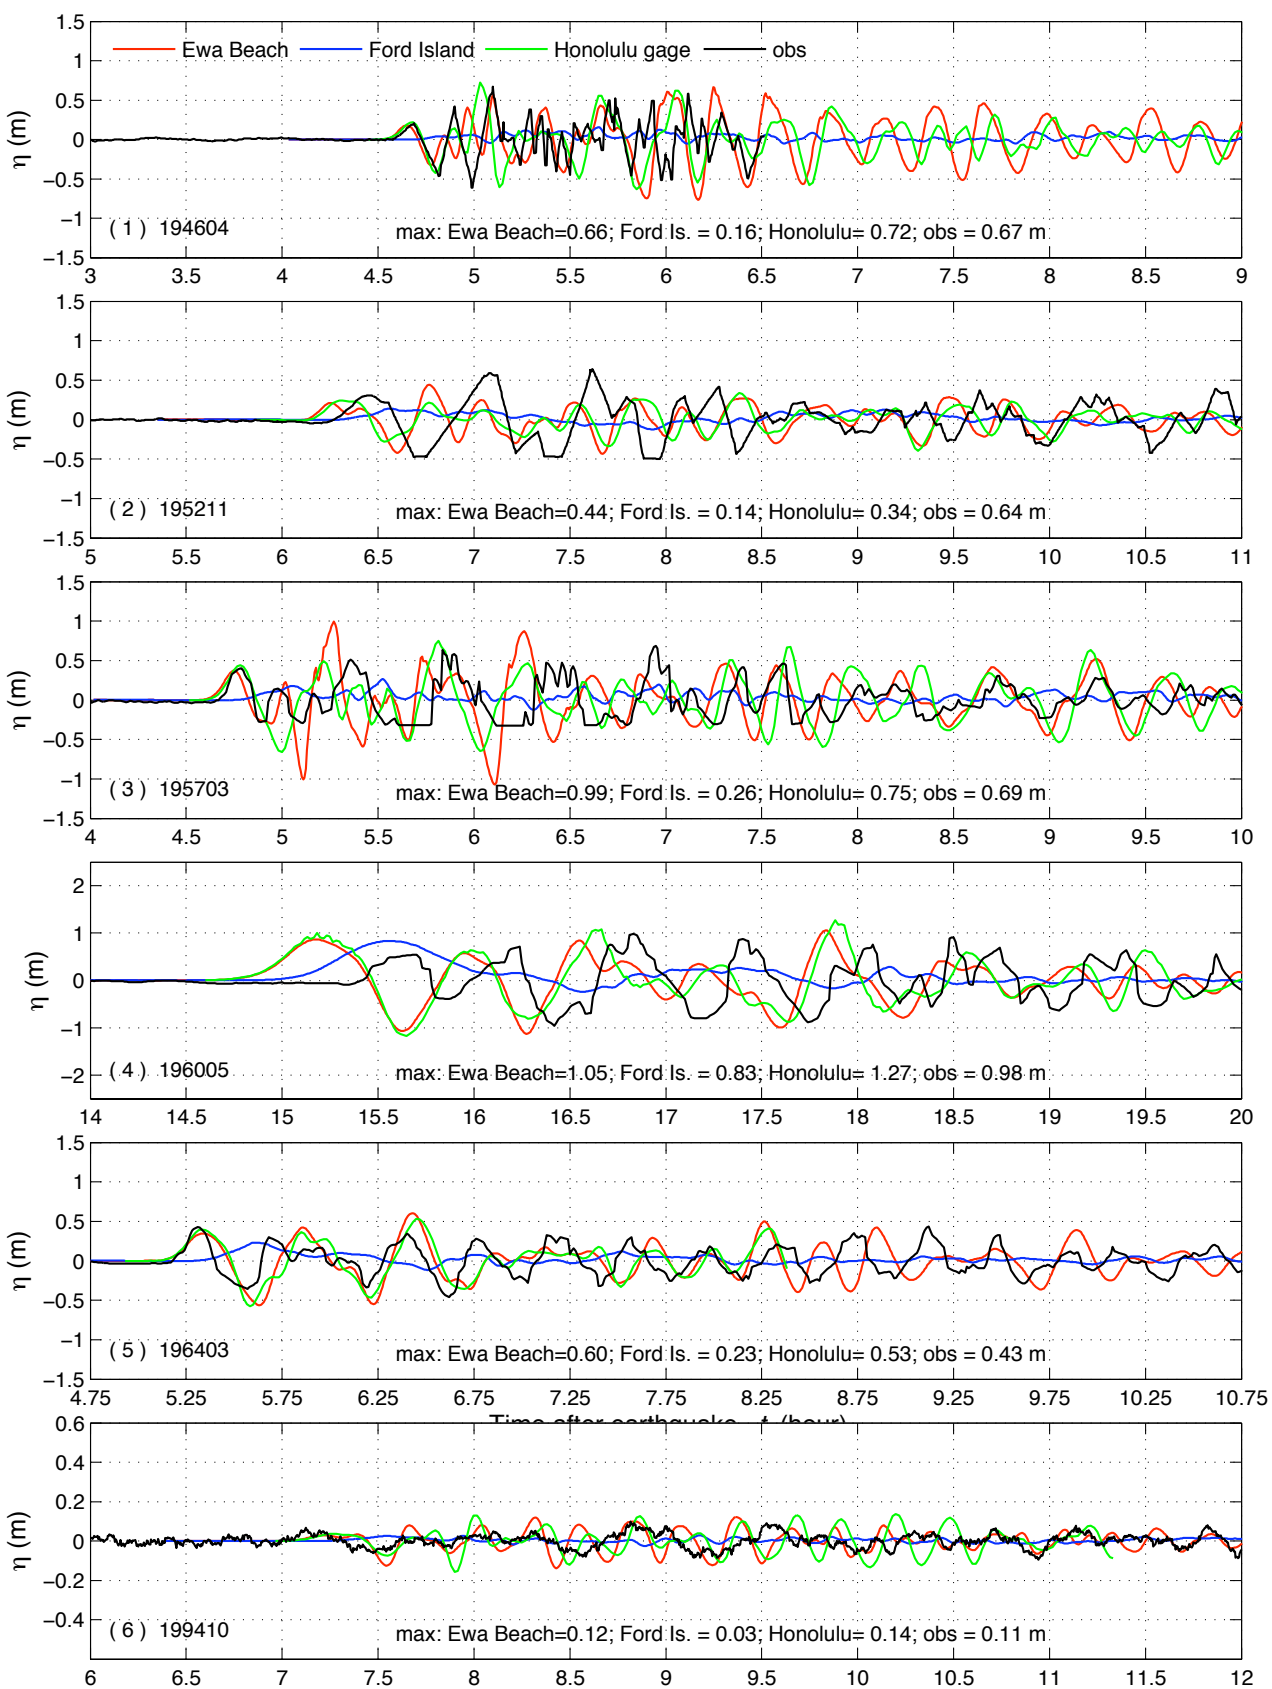 1.5
Ewa Beach Ford Island Honolulu gage obs
1
0.5
0
−0.5
−1
−1.5
η (m)
( 1 ) 194604
max: Ewa Beach=0.66; Ford Is. = 0.16; Honolulu= 0.72; obs = 0.67 m
3 3.5 4 4.5 5 5.5 6 6.5 7 7.5 8 8.5 9
1.5
1
0.5
0
−0.5
−1
−1.5
η (m)
( 2 ) 195211
max: Ewa Beach=0.44; Ford Is. = 0.14; Honolulu= 0.34; obs = 0.64 m
5 5.5 6 6.5 7 7.5 8 8.5 9 9.5 10 10.5 11
1.5
1
0.5
0
−0.5
−1
−1.5
η (m)
( 3 ) 195703
max: Ewa Beach=0.99; Ford Is. = 0.26; Honolulu= 0.75; obs = 0.69 m
4 4.5 5 5.5 6 6.5 7 7.5 8 8.5 9 9.5 10
2
1
0
−1
−2
η (m)
( 4 ) 196005
max: Ewa Beach=1.05; Ford Is. = 0.83; Honolulu= 1.27; obs = 0.98 m
14 14.5 15 15.5 16 16.5 17 17.5 18 18.5 19 19.5 20
1.5
1
0.5
0
−0.5
−1
−1.5
η (m)
( 5 ) 196403
max: Ewa Beach=0.60; Ford Is. = 0.23; Honolulu= 0.53; obs = 0.43 m
4.75 5.25 5.75 6.25 6.75 7.25 7.75 8.25 8.75 9.25 9.75 10.25 10.75
Time after earthquake, t, (hour)
0.6
0.4
0.2
0
−0.2
−0.4
η (m)
( 6 ) 199410
max: Ewa Beach=0.12; Ford Is. = 0.03; Honolulu= 0.14; obs = 0.11 m
6 6.5 7 7.5 8 8.5 9 9.5 10 10.5 11 11.5 12